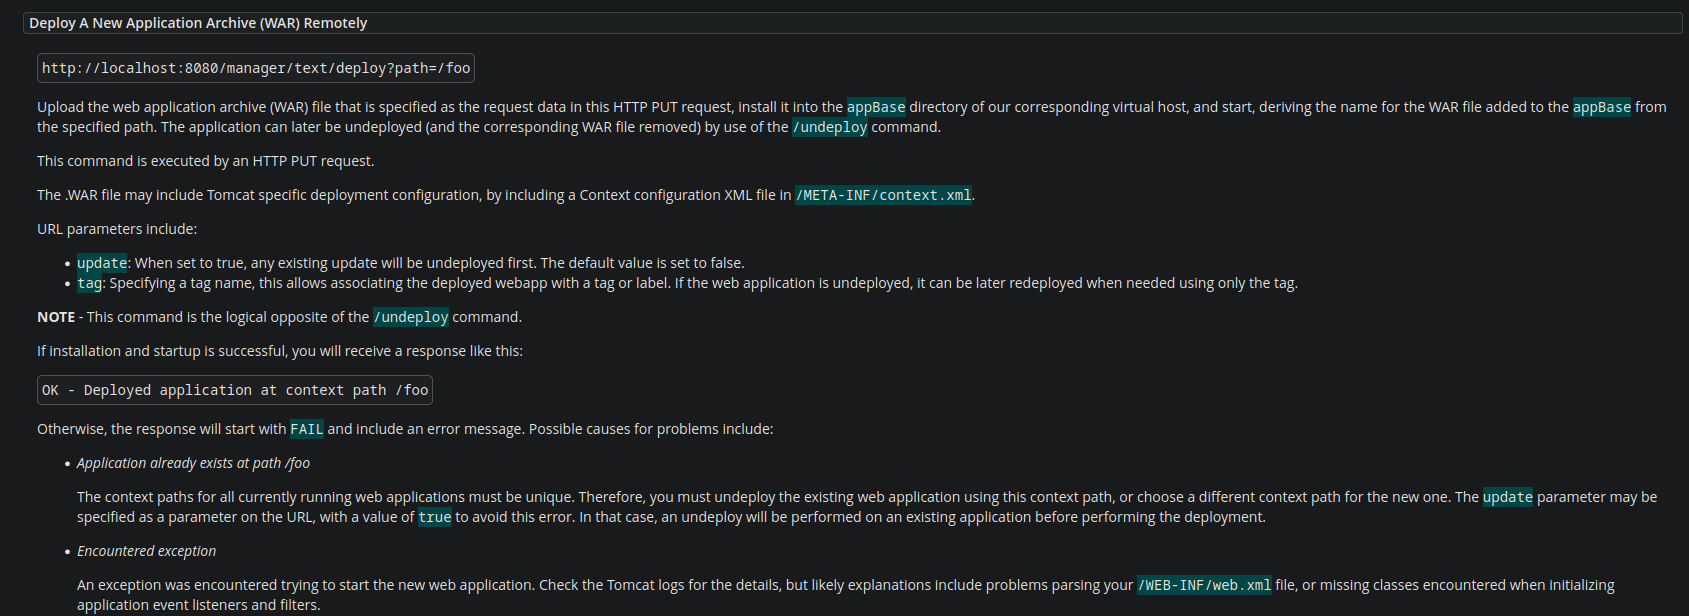 Deploy A New Application Archive (WAR) Remotely
http://localhost:8080/manager/text/deploy?path=/foo
Upload the web application archive (WAR) file that is specified as the request data in this HTTP PUT request, install it into the appBase directory of our corresponding virtual host, and start, deriving the name for the WAR file added to the appBase from
the specified path. The application can later be undeployed (and the corresponding WAR file removed) by use of the /undeploy command.
This command is executed by an HTTP PUT request.
The .WAR file may include Tomcat specific deployment configuration, by including a Context configuration XML file in /META-INF/context.xml.
URL parameters include:
• update: When set to true, any existing update will be undeployed first. The default value is set to false.
• tag: Specifying a tag name, this allows associating the deployed webapp with a tag or label. If the web application is undeployed, it can be later redeployed when needed using only the tag.
NOTE - This command is the logical opposite of the /undeploy command.
If installation and startup is successful, you will receive a response like this:
OK - Deployed application at context path /foo
Otherwise, the response will start with FAIL and include an error message. Possible causes for problems include:
• Application already exists at path /foo
The context paths for all currently running web applications must be unique. Therefore, you must undeploy the existing web application using this context path, or choose a different context path for the new one. The update parameter may be
specified as a parameter on the URL, with a value of true to avoid this error. In that case, an undeploy will be performed on an existing application before performing the deployment.
• Encountered exception
An exception was encountered trying to start the new web application. Check the Tomcat logs for the details, but likely explanations include problems parsing your /WEB-INF/web.xml file, or missing classes encountered when initializing
application event listeners and filters.